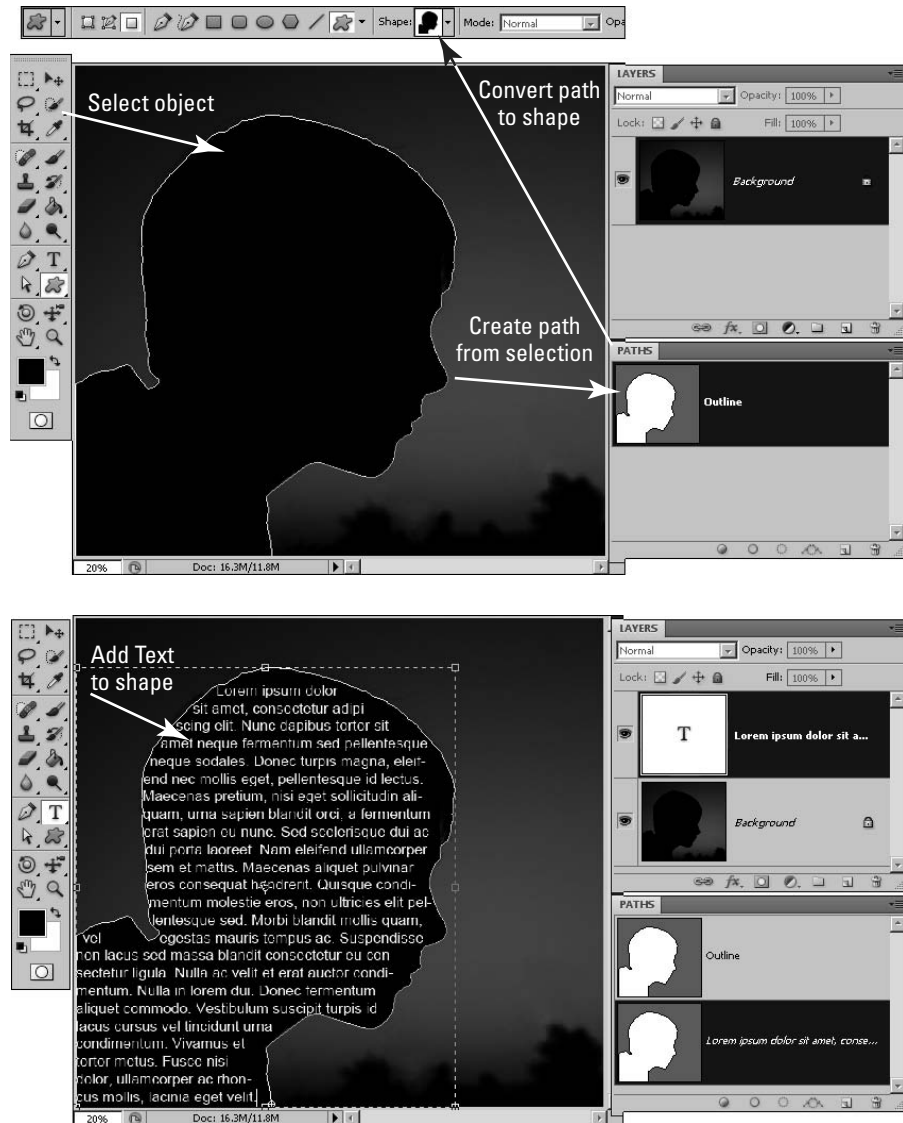 Shape:
Mode: Normal
Opa
Select object
Convert path
to shape
Create path
from selection
LAYERS
Normal
Opacity: 100%
Lock:
Fill: 100%
Background
PATHS
Outline
20%
Doc: 16.3M/11.8M
Add Text
to shape
Lorem ipsum dolor
sit amet, consectetur adipi
scing elit. Nunc dapibus tortor sit
amet neque fermentum sed pellentesque
neque sodales. Donec turpis magna, eleif-
end nec mollis eget, pellentesque id lectus.
Maecenas pretium, nisi eget sollicitudin ali-
quam, urna sapien blandit orci, a fermentum
erat sapien eu nunc. Sed scelerisque dui ac
dui porta laoreet. Nam eleifend ullamcorper
sem et mattis. Maecenas aliquet pulvinar
eros consequat hendrerit. Quisque condi-
mentum molestie eros, non ultricies elit pel-
lentesque sed. Morbi blandit mollis quam,
vel egestas mauris tempus ac. Suspendisse
non lacus sed massa blandit consectetur eu con
sectetur ligula. Nulla ac velit et erat auctor condi-
mentum. Nulla in lorem dui. Donec fermentum
aliquet commodo. Vestibulum suscipit turpis id
lacus cursus vel tincidunt urna
condimentum. Vivamus et
tortor metus. Fusce nisi
dolor, ullamcorper ac rhon-
cus mollis, lacinia eget velit.
20%
Doc: 16.3M/11.8M
LAYERS
Normal
Opacity: 100%
Lock:
Fill: 100%
T
Lorem ipsum dolor sit a...
Background
PATHS
Outline
Lorem ipsum dolor sit amet, conse...